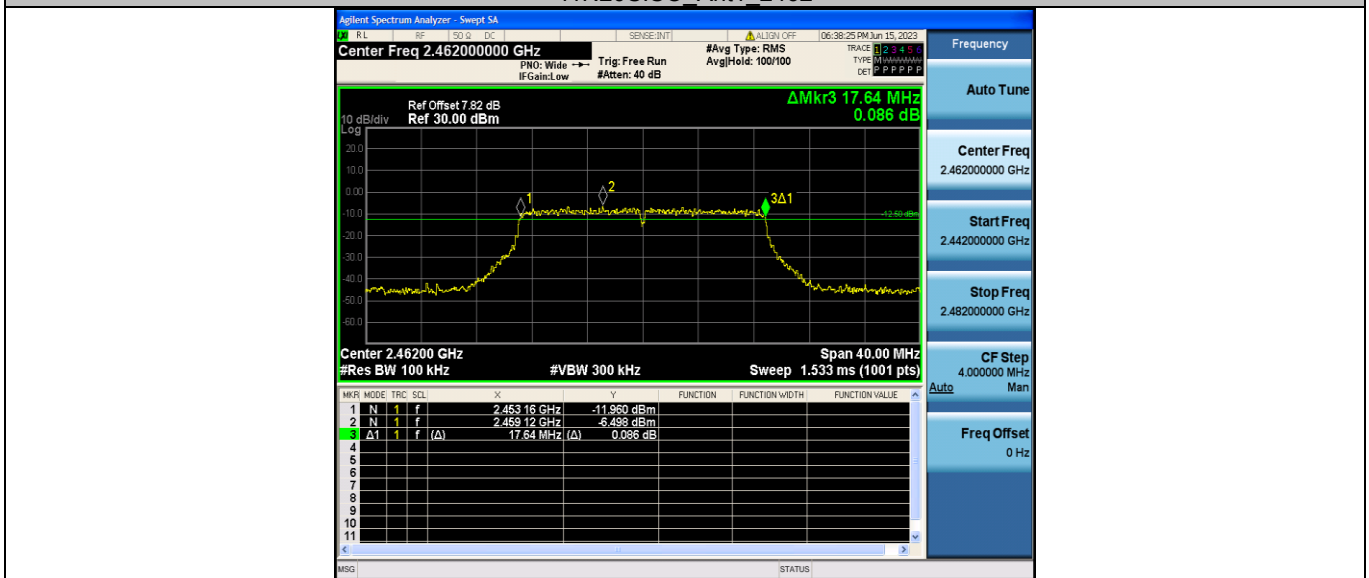 Agilent Spectrum Analyzer - Swept SA
RL RF 50 Ω DC SENSE:INT ALIGN OFF 06:38:25 PM Jun 15, 2023
Center Freq 2.462000000 GHz
PNO: Wide
IFGain:Low
Trig: Free Run
#Atten: 40 dB
#Avg Type: RMS
Avg|Hold: 100/100
TRACE 1 2 3 4 5 6
TYPE M
DET P P P P P P
Frequency
Auto Tune
Center Freq
2.462000000 GHz
Start Freq
2.442000000 GHz
Stop Freq
2.482000000 GHz
CF Step
4.000000 MHz
Auto Man
Freq Offset
0 Hz
ΔMkr3 17.64 MHz
0.086 dB
Ref Offset 7.82 dB
10 dB/div Ref 30.00 dBm
Log
20.0
10.0
0.00
-10.0
-20.0
-30.0
-40.0
-50.0
-60.0
1
2
3Δ1
-12.50 dBm
Center 2.46200 GHz Span 40.00 MHz
#Res BW 100 kHz #VBW 300 kHz Sweep 1.533 ms (1001 pts)
MKR MODE TRC SCL X Y FUNCTION FUNCTION WIDTH FUNCTION VALUE
1 N 1 f 2.453 16 GHz -11.960 dBm
2 N 1 f 2.459 12 GHz -6.498 dBm
3 Δ1 1 f (Δ) 17.64 MHz (Δ) 0.086 dB
4
5
6
7
8
9
10
11
MSG STATUS